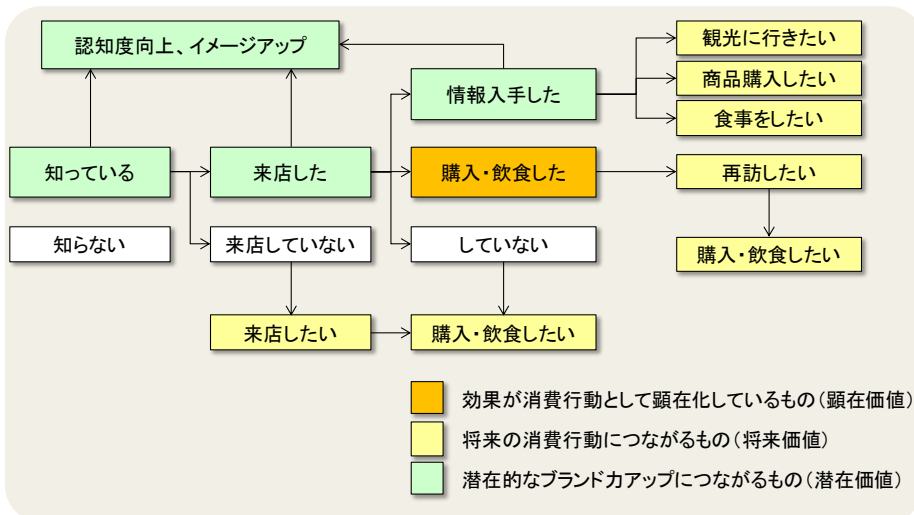 認知度向上、イメージアップ
観光に行きたい
情報入手した
商品購入したい
食事をしたい
知っている
来店した
購入・飲食した
再訪したい
知らない
来店していない
していない
購入・飲食したい
来店したい
購入・飲食したい
効果が消費行動として顕在化しているもの(顕在価値)
将来の消費行動につながるもの(将来価値)
潜在的なブランド力アップにつながるもの(潜在価値)